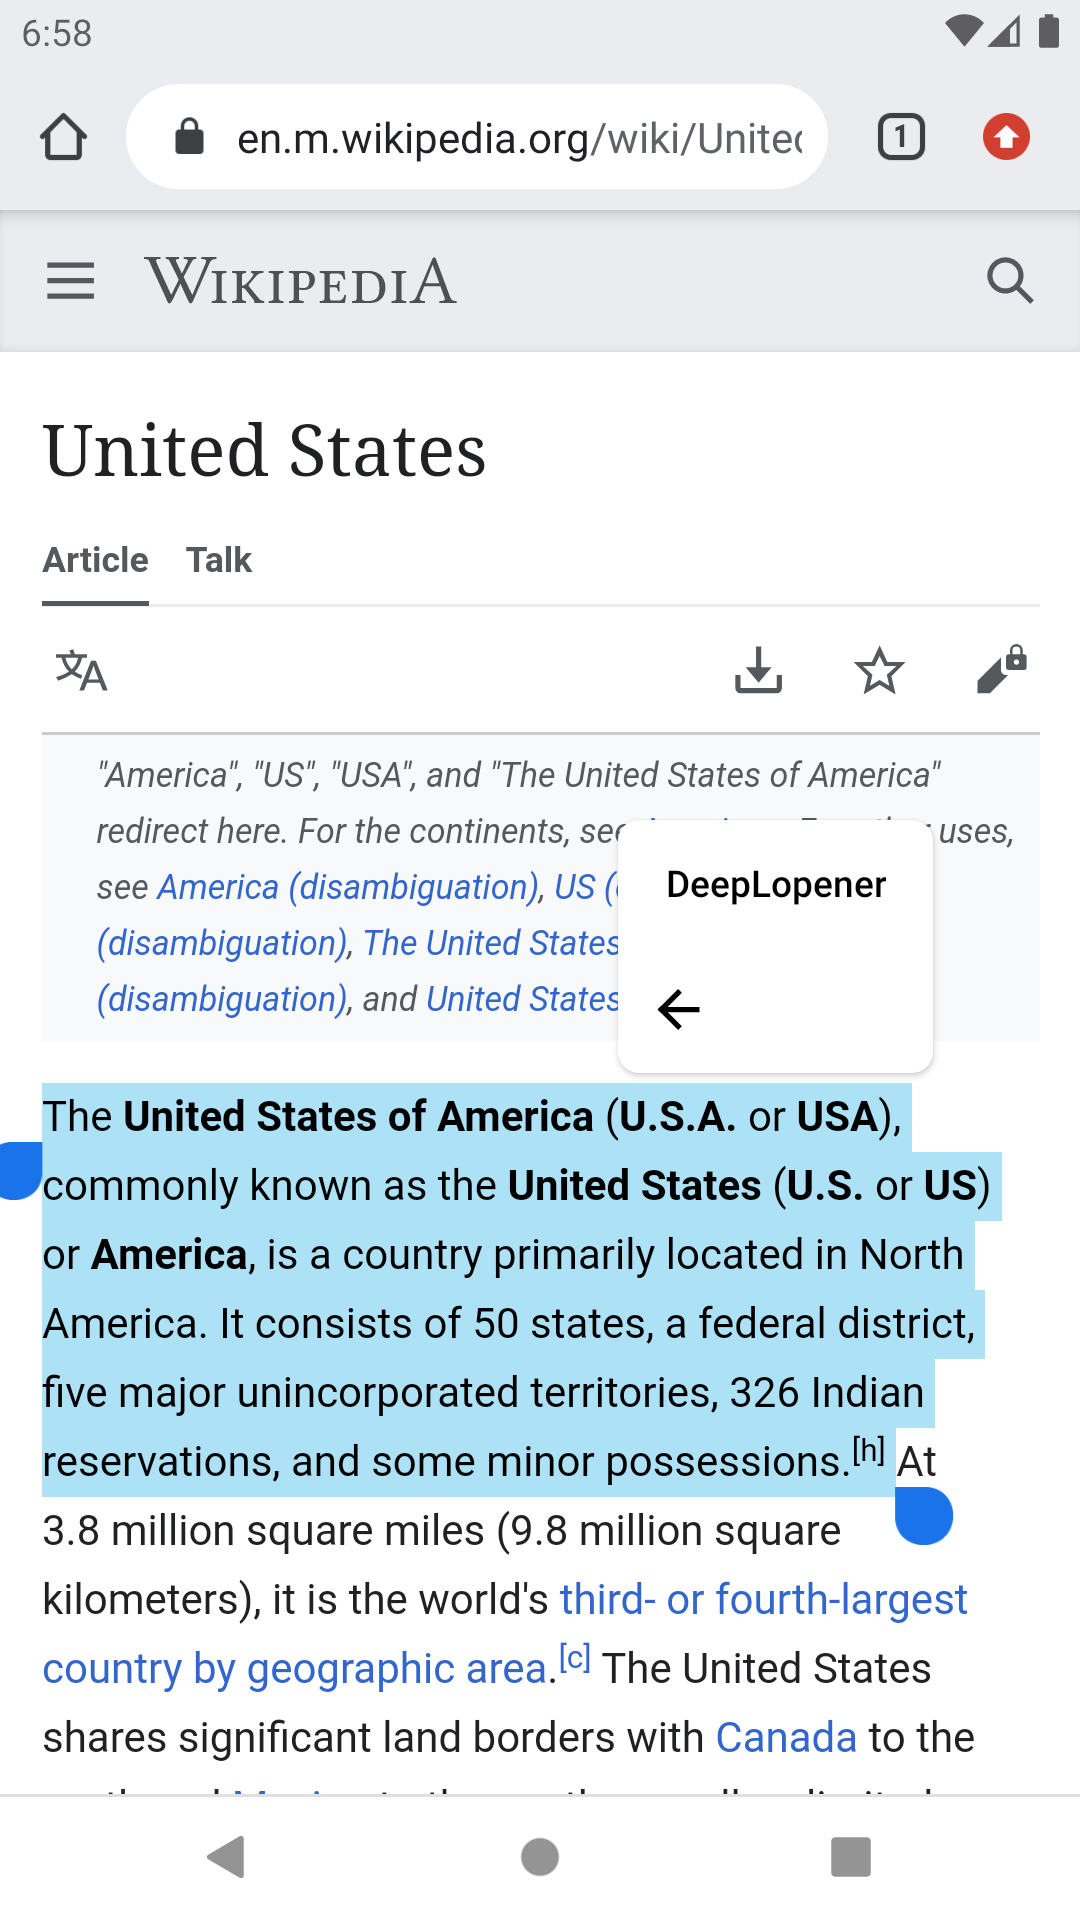 6:58
en.m.wikipedia.org/wiki/United
1
WIKIPEDIA
United States
Article Talk
文A
"America", "US", "USA", and "The United States of America"
redirect here. For the continents, see uses,
see America (disambiguation), US (
(disambiguation), The United States
(disambiguation), and United States
DeepLopener
The United States of America (U.S.A. or USA),
commonly known as the United States (U.S. or US)
or America, is a country primarily located in North
America. It consists of 50 states, a federal district,
five major unincorporated territories, 326 Indian
reservations, and some minor possessions.[h] At
3.8 million square miles (9.8 million square
kilometers), it is the world's third- or fourth-largest
country by geographic area.[c] The United States
shares significant land borders with Canada to the